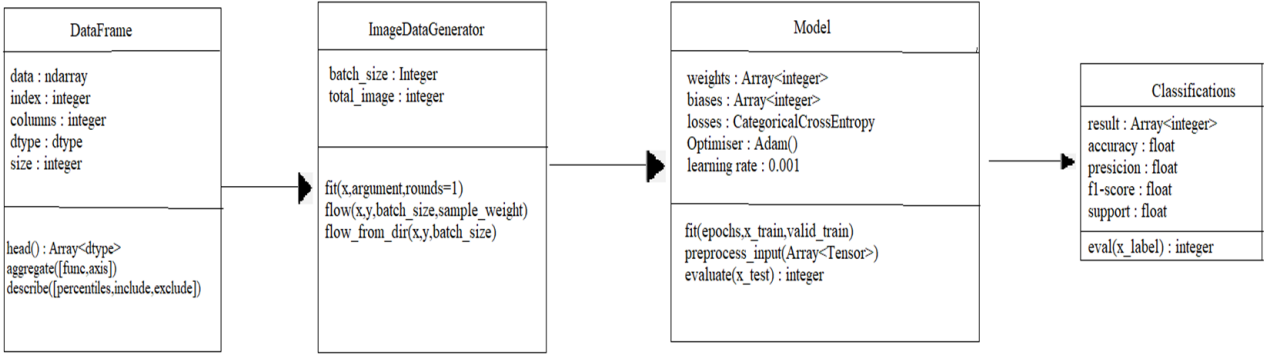 DataFrame
data : ndarray
index : integer
columns : integer
dtype : dtype
size : integer
head() : Array<dtype>
aggregate([func,axis])
describe([percentiles,include,exclude])
ImageDataGenerator
batch_size : Integer
total_image : integer
fit(x,argument,rounds=1)
flow(x,y,batch_size,sample_weight)
flow_from_dir(x,y,batch_size)
Model
weights : Array<integer>
biases : Array<integer>
losses : CategoricalCrossEntropy
Optimiser : Adam()
learning rate : 0.001
fit(epochs,x_train,valid_train)
preprocess_input(Array<Tensor>)
evaluate(x_test) : integer
Classifications
result : Array<integer>
accuracy : float
presicion : float
f1-score : float
support : float
eval(x_label) : integer